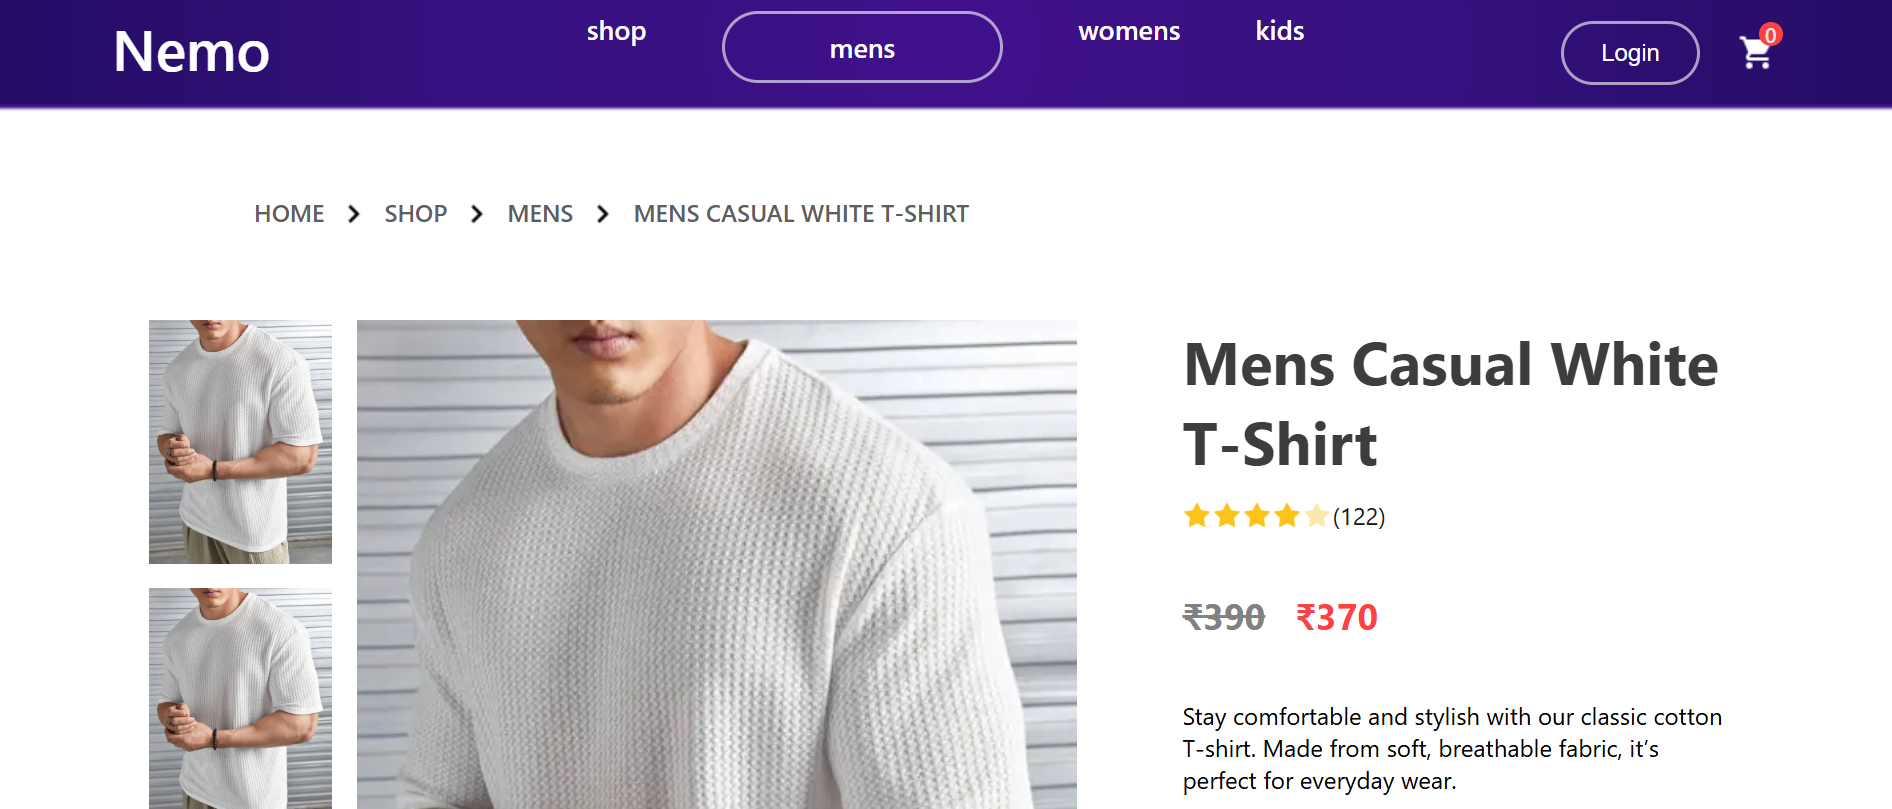 Nemo
shop
mens
womens
kids
Login
0
HOME
SHOP
MENS
MENS CASUAL WHITE T-SHIRT
Mens Casual White
T-Shirt
(122)
₹390 ₹370
Stay comfortable and stylish with our classic cotton
T-shirt. Made from soft, breathable fabric, it’s
perfect for everyday wear.